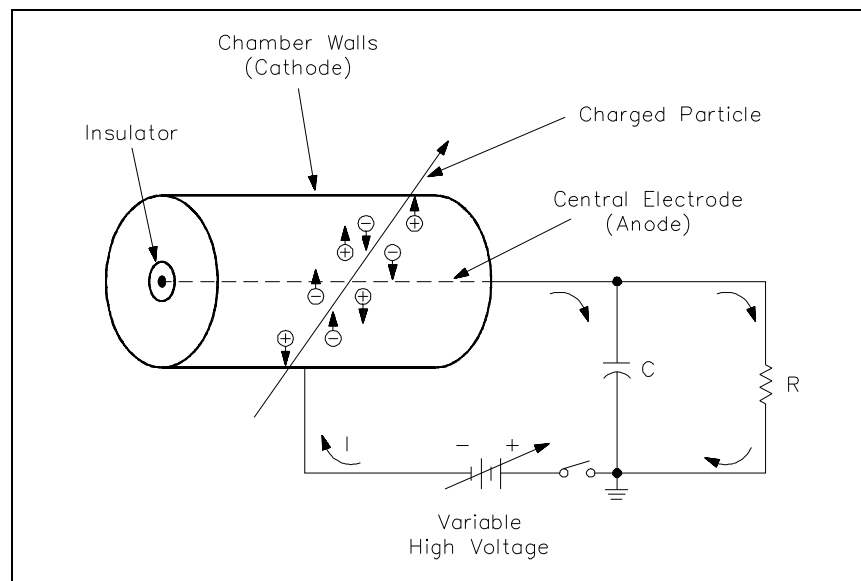 Chamber Walls
(Cathode)
Insulator
Charged Particle
Central Electrode
(Anode)
C
R
I
- +
Variable
High Voltage